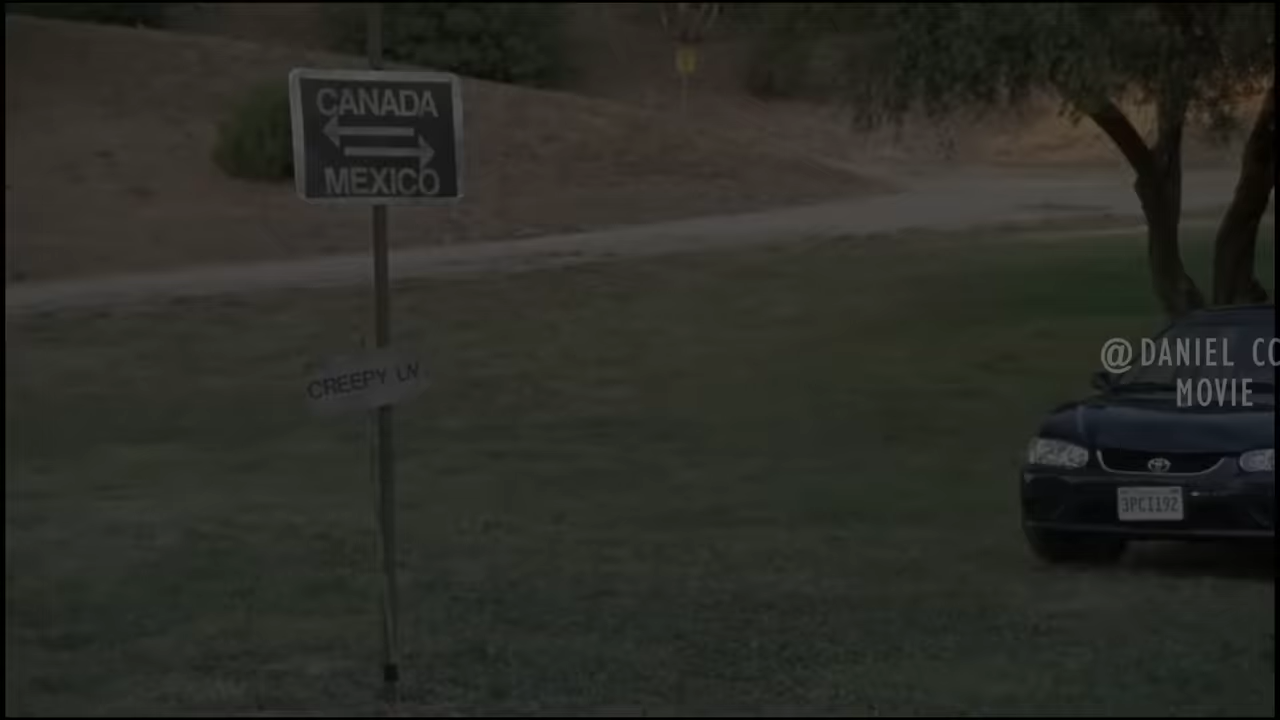 CANADA
MEXICO
CREEPY LN.
@DANIEL CO
MOVIE
3PCI192